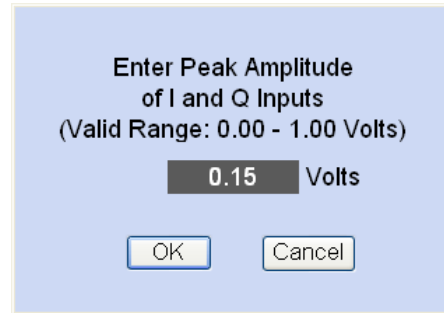 Enter Peak Amplitude
of I and Q Inputs
(Valid Range: 0.00 - 1.00 Volts)
0.15 Volts
OK Cancel